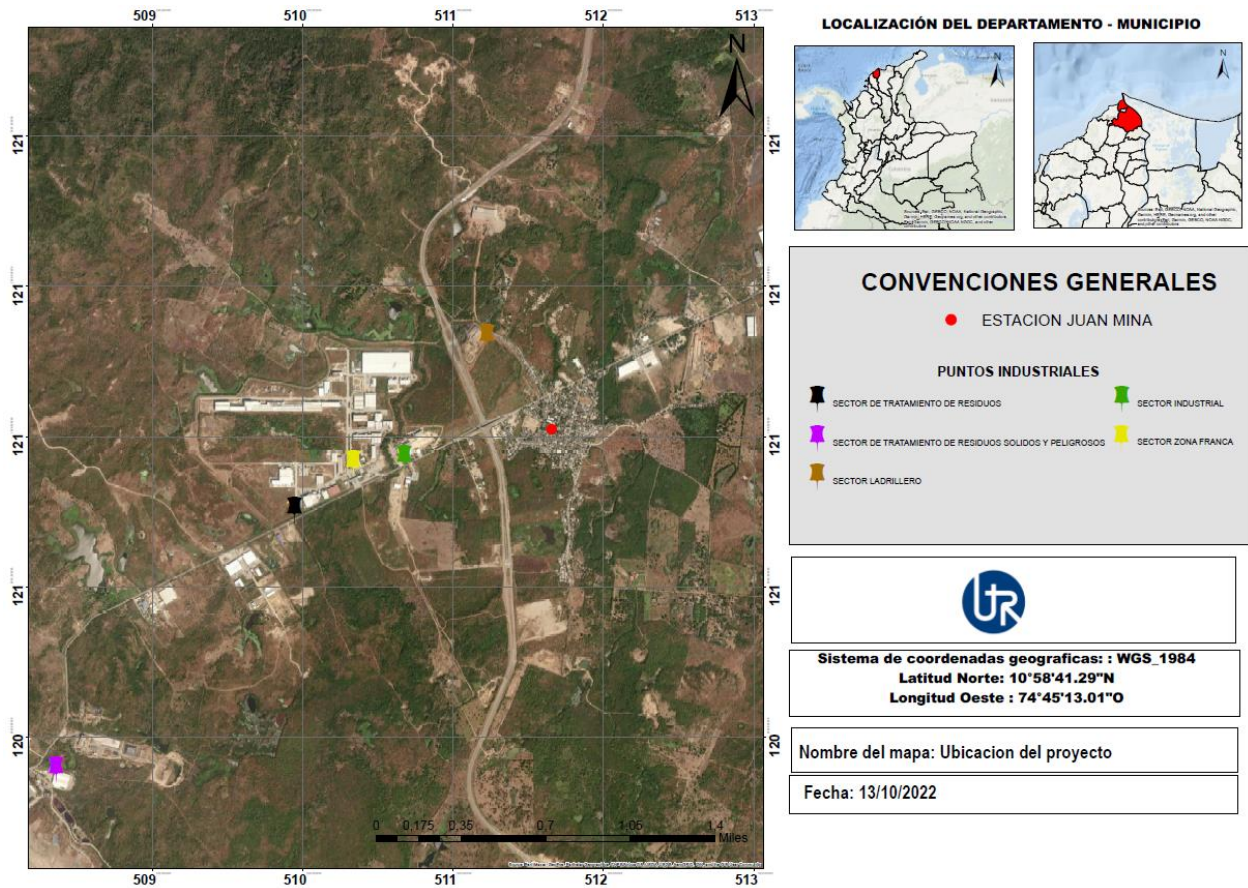 LOCALIZACIÓN DEL DEPARTAMENTO - MUNICIPIO
N
N
CONVENCIONES GENERALES
ESTACION JUAN MINA
PUNTOS INDUSTRIALES
SECTOR DE TRATAMIENTO DE RESIDUOS
SECTOR INDUSTRIAL
SECTOR DE TRATAMIENTO DE RESIDUOS SOLIDOS Y PELIGROSOS
SECTOR ZONA FRANCA
SECTOR LADRILLERO
UR
Sistema de coordenadas geograficas: : WGS_1984
Latitud Norte: 10°58'41.29"N
Longitud Oeste : 74°45'13.01"O
Nombre del mapa: Ubicacion del proyecto
Fecha: 13/10/2022
509 510 511 512 513
N
121
121
121
121
120
121
121
121
121
120
0 0,175 0,35 0,7 1,05 1,4
Miles
509 510 511 512 513